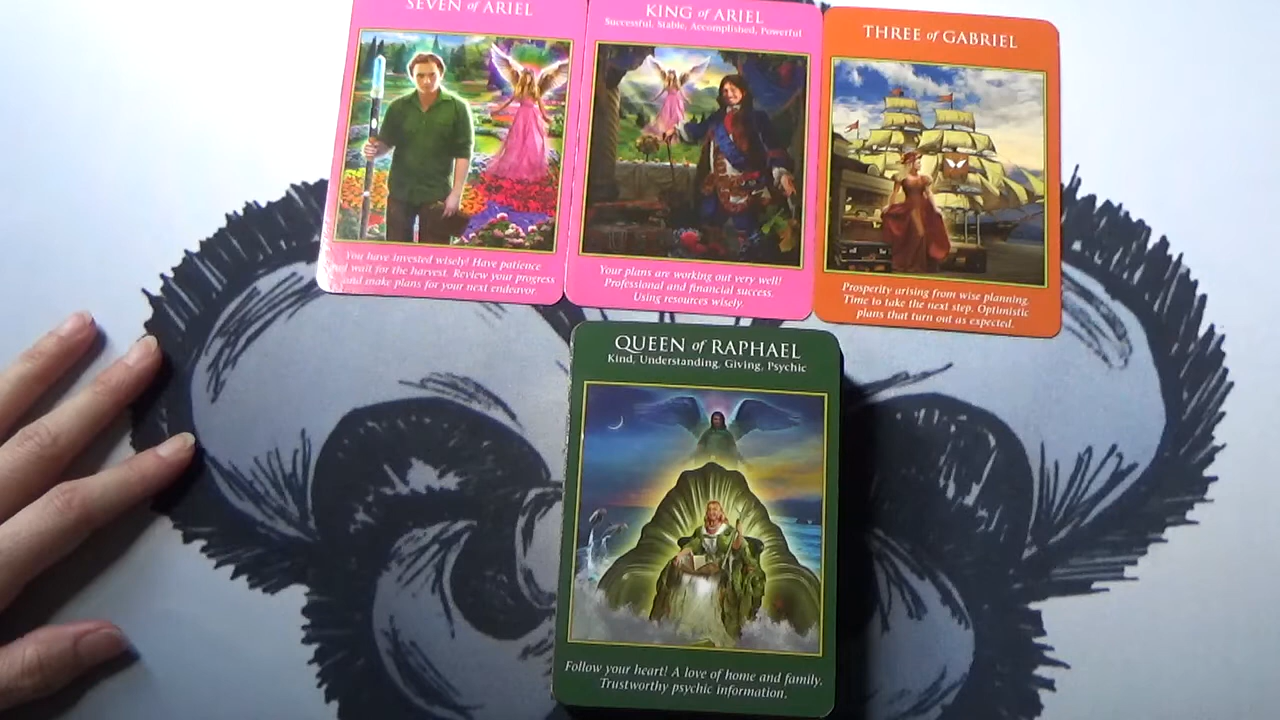 SEVEN of ARIEL
You have invested wisely! Have patience
and wait for the harvest. Review your progress
and make plans for your next endeavor.
KING of ARIEL
Successful, Stable, Accomplished, Powerful
Your plans are working out very well!
Professional and financial success.
Using resources wisely.
THREE of GABRIEL
Prosperity arising from wise planning.
Time to take the next step. Optimistic
plans that turn out as expected.
QUEEN of RAPHAEL
Kind, Understanding, Giving, Psychic
Follow your heart! A love of home and family.
Trustworthy psychic information.